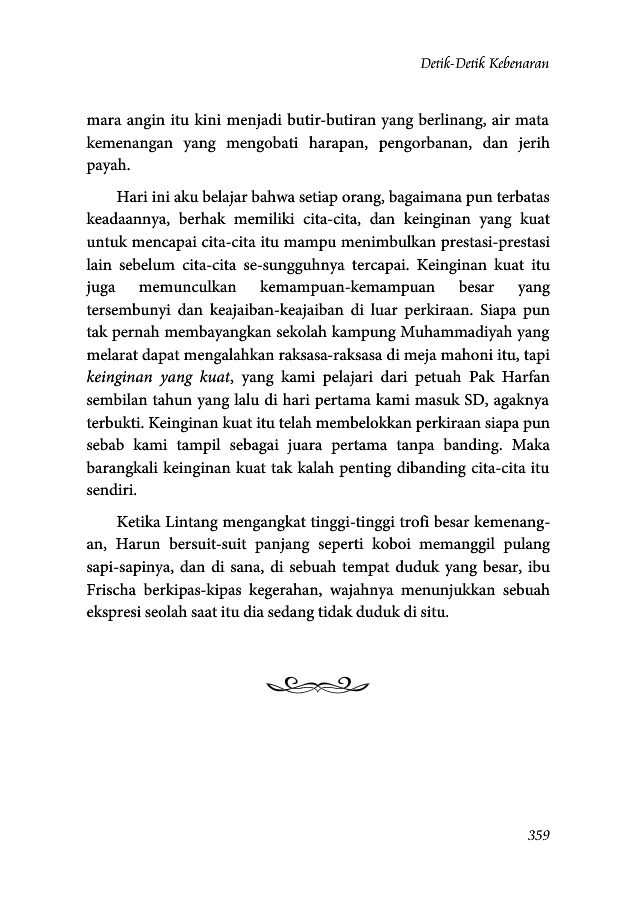 Detik-Detik Kebenaran
mara angin itu kini menjadi butir-butiran yang berlinang, air mata
kemenangan yang mengobati harapan, pengorbanan, dan jerih
payah.
Hari ini aku belajar bahwa setiap orang, bagaimana pun terbatas
keadaannya, berhak memiliki cita-cita, dan keinginan yang kuat
untuk mencapai cita-cita itu mampu menimbulkan prestasi-prestasi
lain sebelum cita-cita se-sungguhnya tercapai. Keinginan kuat itu
juga memunculkan kemampuan-kemampuan besar yang
tersembunyi dan keajaiban-keajaiban di luar perkiraan. Siapa pun
tak pernah membayangkan sekolah kampung Muhammadiyah yang
melarat dapat mengalahkan raksasa-raksasa di meja mahoni itu, tapi
keinginan yang kuat, yang kami pelajari dari petuah Pak Harfan
sembilan tahun yang lalu di hari pertama kami masuk SD, agaknya
terbukti. Keinginan kuat itu telah membelokkan perkiraan siapa pun
sebab kami tampil sebagai juara pertama tanpa banding. Maka
barangkali keinginan kuat tak kalah penting dibanding cita-cita itu
sendiri.
Ketika Lintang mengangkat tinggi-tinggi trofi besar kemenang-
an, Harun bersuit-suit panjang seperti koboi memanggil pulang
sapi-sapinya, dan di sana, di sebuah tempat duduk yang besar, ibu
Frischa berkipas-kipas kegerahan, wajahnya menunjukkan sebuah
ekspresi seolah saat itu dia sedang tidak duduk di situ.
359